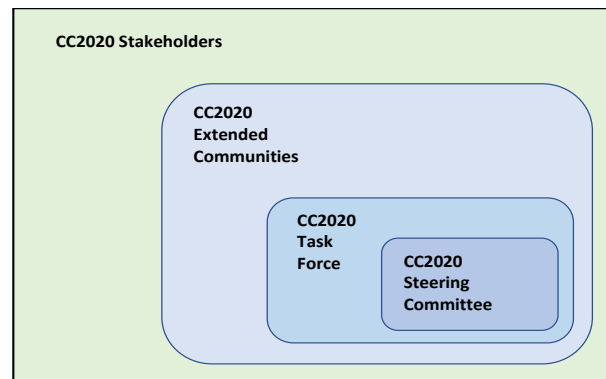 CC2020 Stakeholders
CC2020
Extended
Communities
CC2020
Task
Force
CC2020
Steering
Committee